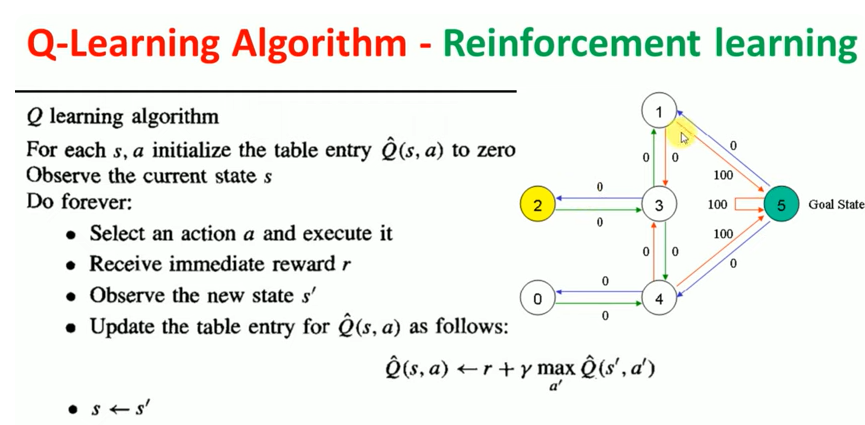 Q-Learning Algorithm - Reinforcement learning
Q learning algorithm
For each s, a initialize the table entry Q̂(s, a) to zero
Observe the current state s
Do forever:
• Select an action a and execute it
• Receive immediate reward r
• Observe the new state s′
• Update the table entry for Q̂(s, a) as follows:
Q̂(s, a) ← r + γ max Q̂(s′, a′)
a′
• s ← s′
1
0
0 0
100
0
2
3
100
5
Goal State
0
100
0 0
0
0
0
4
0